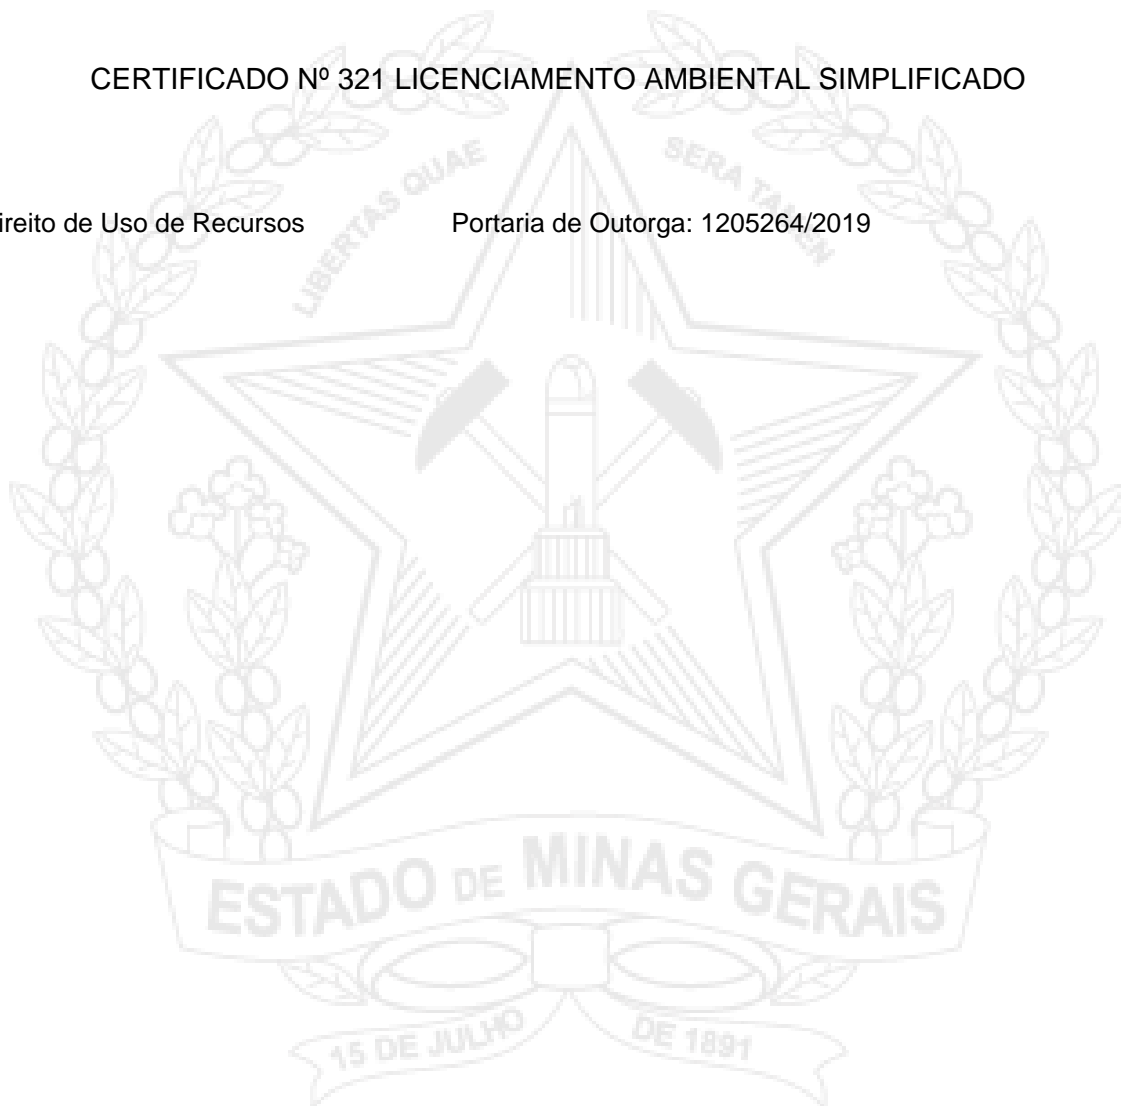 CERTIFICADO Nº 321 LICENCIAMENTO AMBIENTAL SIMPLIFICADO
LIBERTAS QUAE SERA TAMEN
ireito de Uso de Recursos Portaria de Outorga: 1205264/2019
ESTADO DE MINAS GERAIS
15 DE JULHO DE 1891